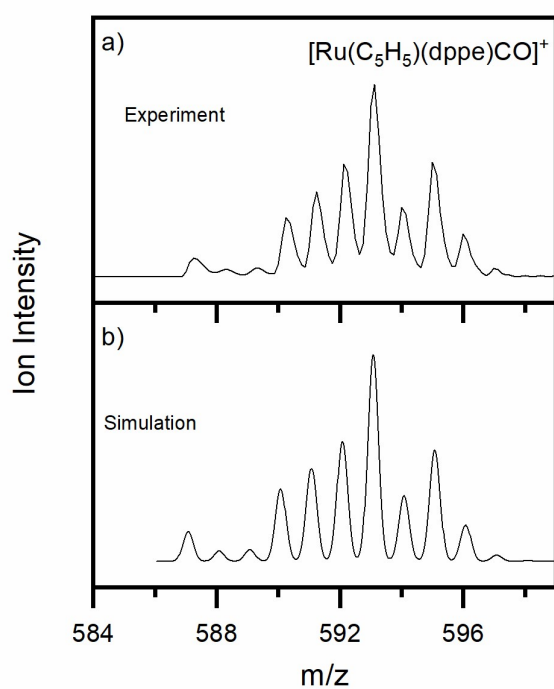 a)
[Ru(C₅H₅)(dppe)CO]⁺
Experiment
Ion Intensity
b)
Simulation
584 588 592 596
m/z